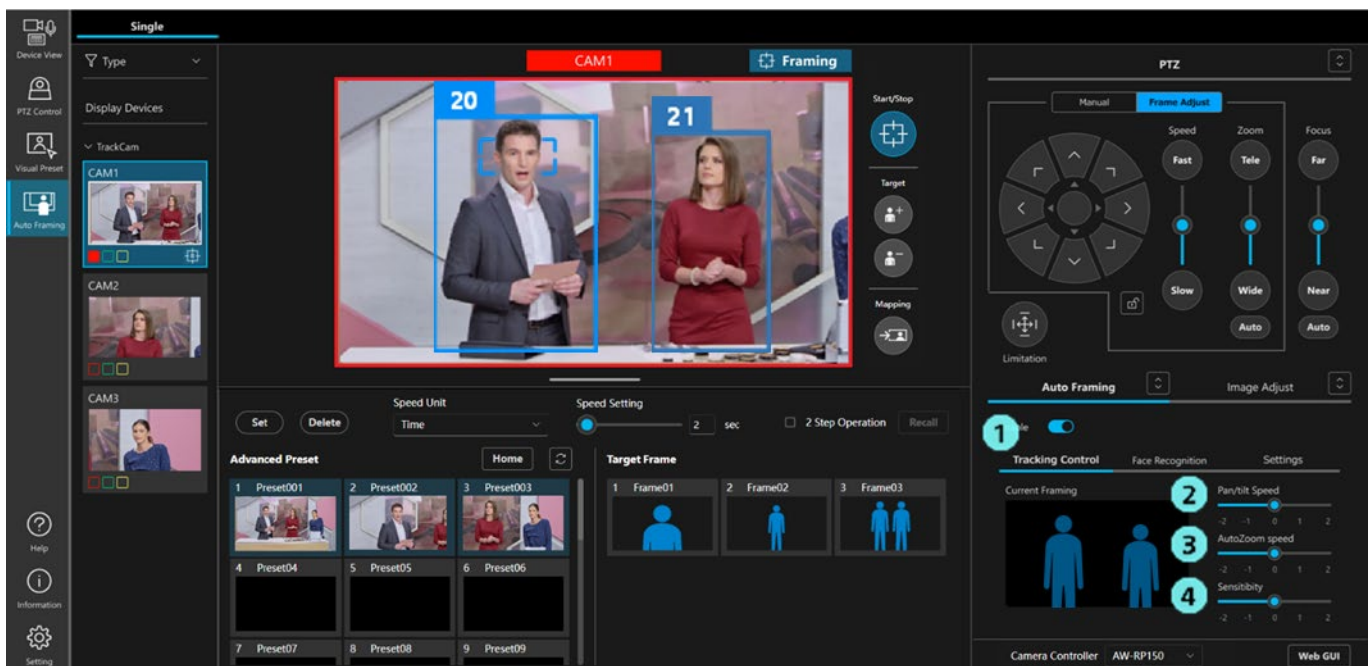 Single
Device View
PTZ Control
Visual Preset
Auto Framing
Help
Information
Setting
Type
Display Devices
TrackCam
CAM1
CAM2
CAM3
CAM1
Framing
20
21
Start/Stop
Target
Mapping
Set
Delete
Speed Unit
Time
Speed Setting
2 sec
2 Step Operation
Recall
Advanced Preset
Home
1 Preset001
2 Preset002
3 Preset003
4 Preset04
5 Preset05
6 Preset06
7 Preset07
8 Preset08
9 Preset09
Target Frame
1 Frame01
2 Frame02
3 Frame03
PTZ
Manual
Frame Adjust
Speed
Zoom
Focus
Fast
Tele
Far
Slow
Wide
Near
Auto
Auto
Limitation
Auto Framing
Image Adjust
1
Tracking Control
Face Recognition
Settings
Current Framing
2
Pan/tilt Speed
-2 -1 0 1 2
3
AutoZoom speed
-2 -1 0 1 2
4
Sensitibity
-2 -1 0 1 2
Camera Controller
AW-RP150
Web GUI